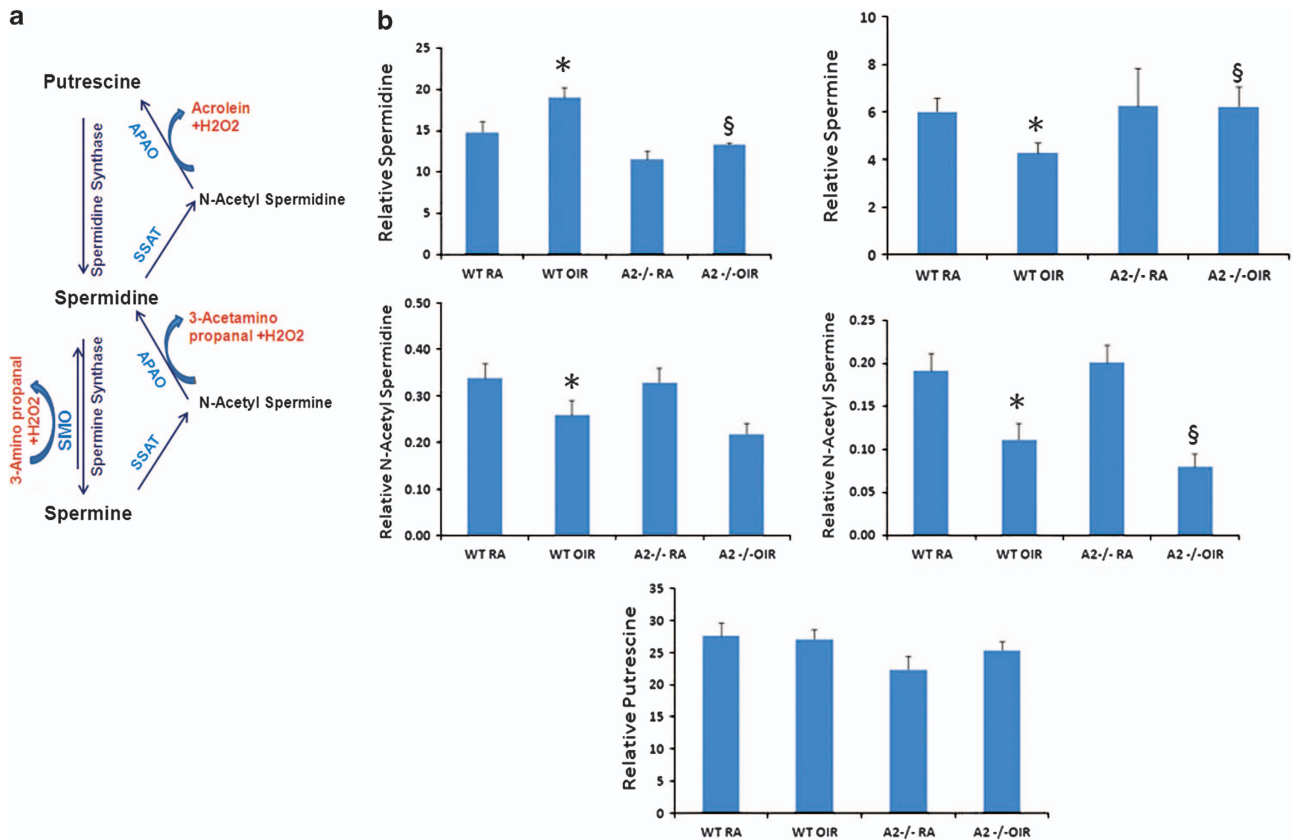 a
Putrescine
Acrolein
+H2O2
APAO
Spermidine Synthase
N-Acetyl Spermidine
SSAT
Spermidine
3-Acetamino
propanal +H2O2
APAO
3-Amino propanal
+H2O2
SMO
Spermine Synthase
N-Acetyl Spermine
SSAT
Spermine
b
Relative Spermidine
25
20
15
10
5
0
*
§
WT RA WT OIR A2-/- RA A2 -/-OIR
Relative Spermine
10
8
6
4
2
0
*
§
WT RA WT OIR A2-/- RA A2 -/-OIR
Relative N-Acetyl Spermidine
0.50
0.40
0.30
0.20
0.10
0.00
*
WT RA WT OIR A2-/- RA A2 -/-OIR
Relative N-Acetyl Spermine
0.25
0.20
0.15
0.10
0.05
0.00
*
§
WT RA WT OIR A2-/- RA A2 -/-OIR
Relative Putrescine
35
30
25
20
15
10
5
0
WT RA WT OIR A2-/- RA A2 -/-OIR